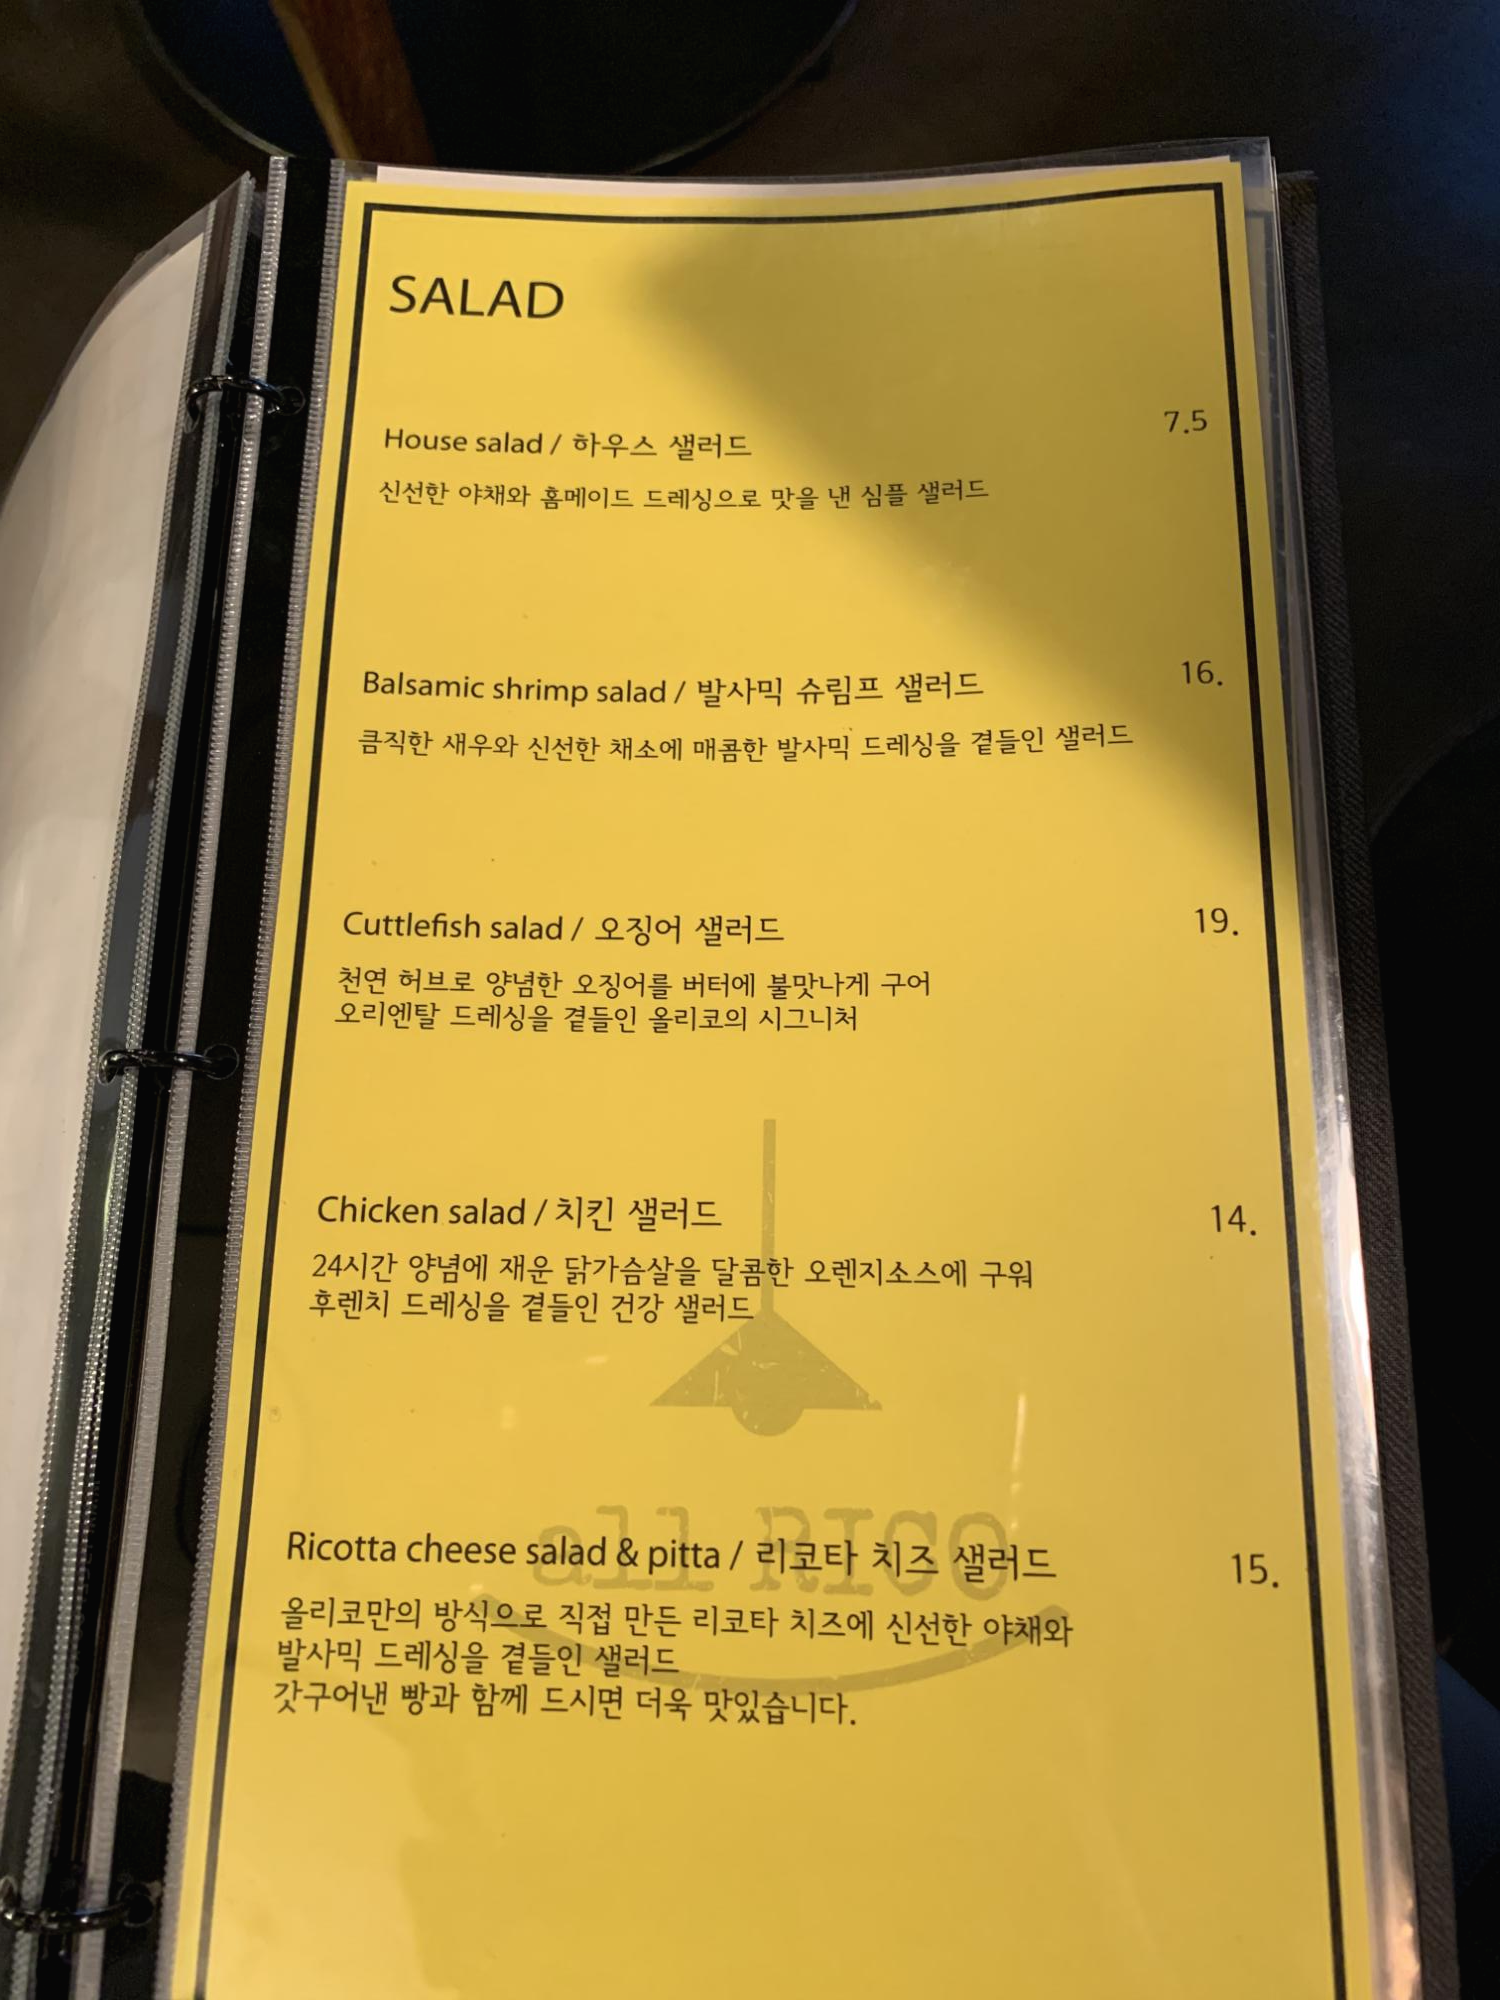 SALAD
House salad / 하우스 샐러드 7.5
신선한 야채와 홈메이드 드레싱으로 맛을 낸 심플 샐러드
Balsamic shrimp salad / 발사믹 슈림프 샐러드 16.
큼직한 새우와 신선한 채소에 매콤한 발사믹 드레싱을 곁들인 샐러드
Cuttlefish salad / 오징어 샐러드 19.
천연 허브로 양념한 오징어를 버터에 불맛나게 구어
오리엔탈 드레싱을 곁들인 올리코의 시그니처
Chicken salad / 치킨 샐러드 14.
24시간 양념에 재운 닭가슴살을 달콤한 오렌지소스에 구워
후렌치 드레싱을 곁들인 건강 샐러드
all RICO
Ricotta cheese salad & pitta / 리코타 치즈 샐러드 15.
올리코만의 방식으로 직접 만든 리코타 치즈에 신선한 야채와
발사믹 드레싱을 곁들인 샐러드
갓구어낸 빵과 함께 드시면 더욱 맛있습니다.